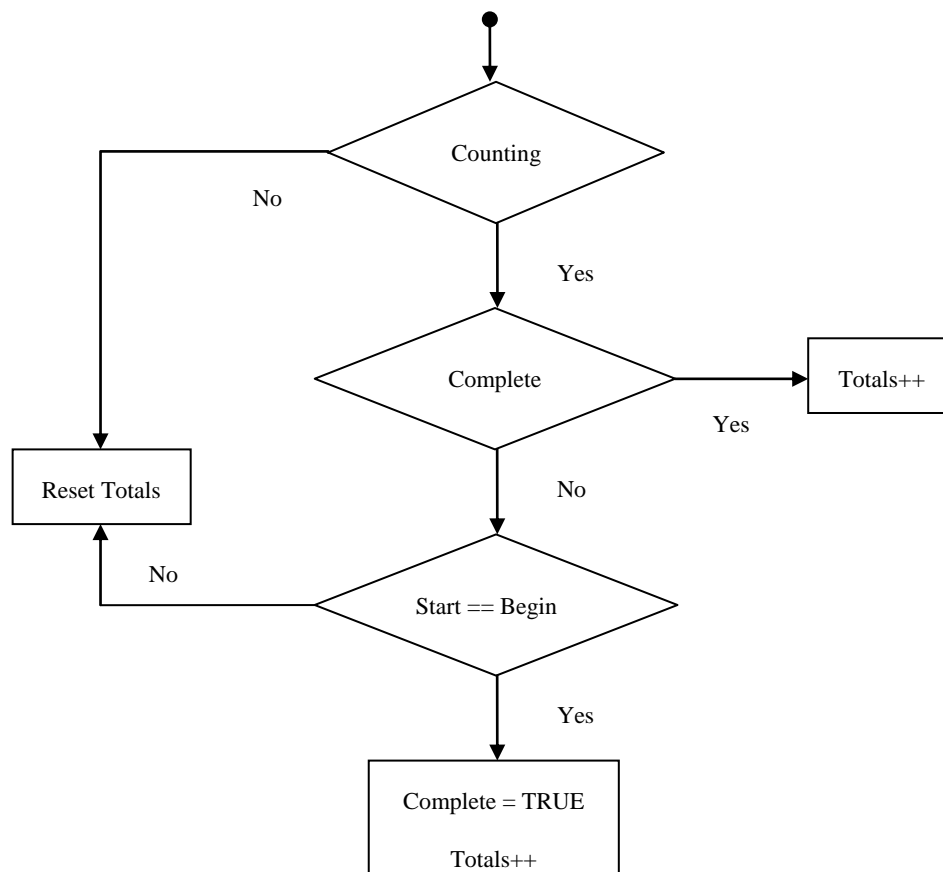 Counting
No
Yes
Complete
Totals++
Yes
Reset Totals
No
No
Start == Begin
Yes
Complete = TRUE
Totals++